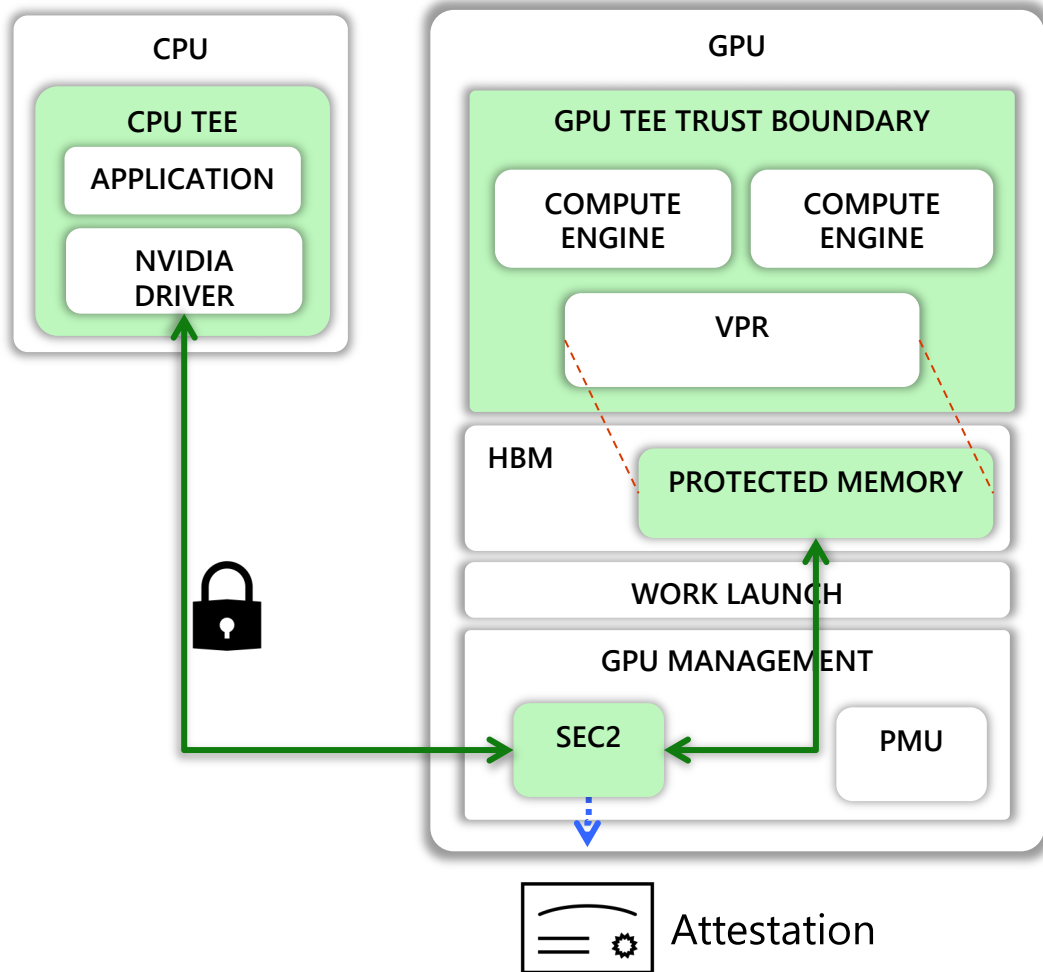 CPU
CPU TEE
APPLICATION
NVIDIA
DRIVER
GPU
GPU TEE TRUST BOUNDARY
COMPUTE
ENGINE
COMPUTE
ENGINE
VPR
HBM
PROTECTED MEMORY
WORK LAUNCH
GPU MANAGEMENT
SEC2
PMU
Attestation